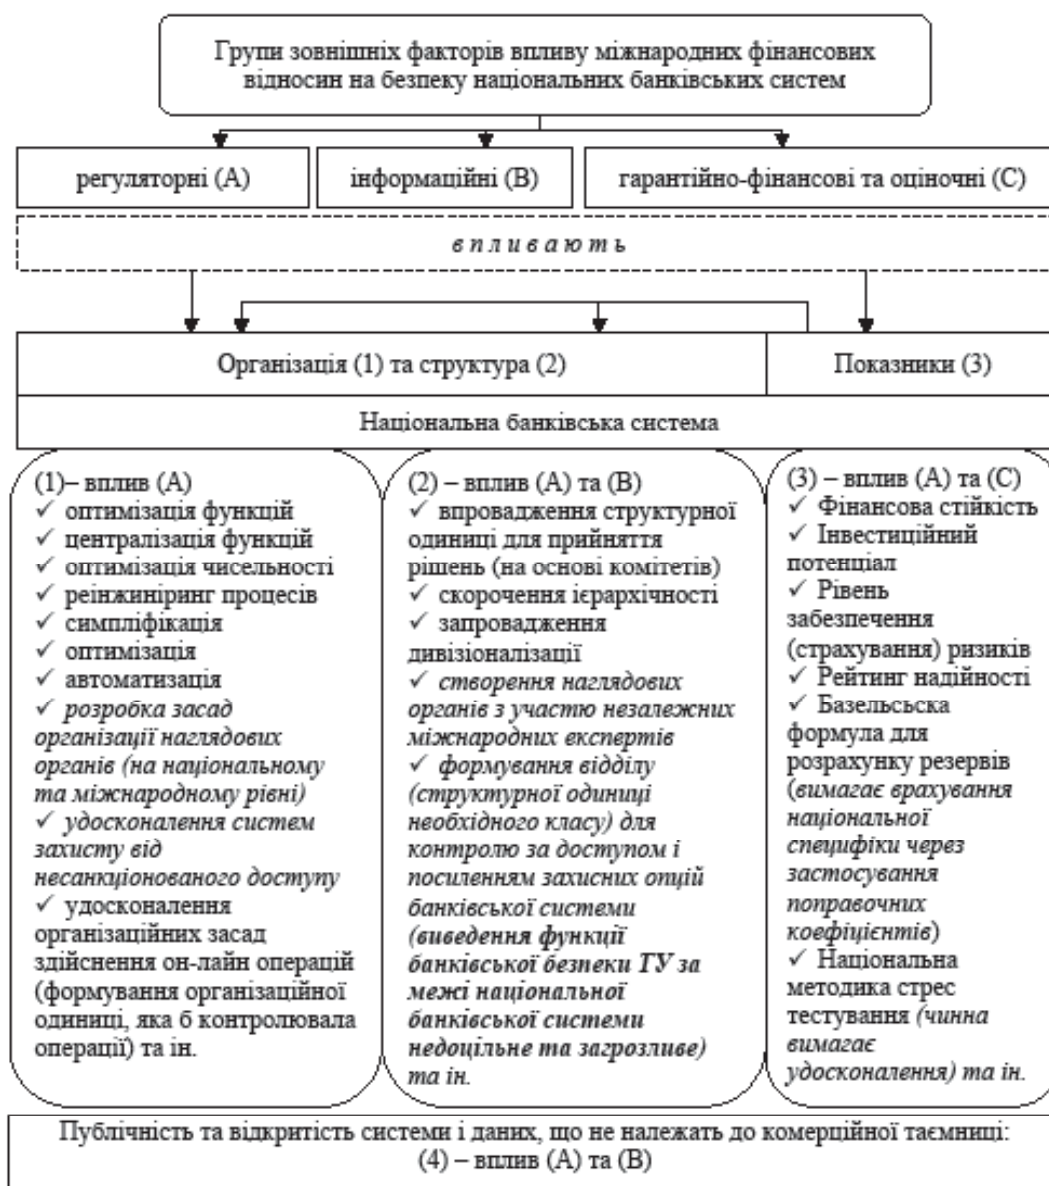 Групи зовнішніх факторів впливу міжнародних фінансових
відносин на безпеку національних банківських систем
регуляторні (А)
інформаційні (В)
гарантійно-фінансові та оціночні (С)
в п л и в а ю т ь
Організація (1) та структура (2)
Показники (3)
Національна банківська система
(1)– вплив (А)
✓ оптимізація функцій
✓ централізація функцій
✓ оптимізація чисельності
✓ реінжиніринг процесів
✓ симпліфікація
✓ оптимізація
✓ автоматизація
✓ розробка засад
організації наглядових
органів (на національному
та міжнародному рівні)
✓ удосконалення систем
захисту від
несанкціонованого доступу
✓ удосконалення
організаційних засад
здійснення он-лайн операцій
(формування організаційної
одиниці, яка б контролювала
операції) та ін.
(2) – вплив (А) та (В)
✓ впровадження структурної
одиниці для прийняття
рішень (на основі комітетів)
✓ скорочення ієрархічності
✓ запровадження
дивізіоналізації
✓ створення наглядових
органів з участю незалежних
міжнародних експертів
✓ формування відділу
(структурної одиниці
необхідного класу) для
контролю за доступом і
посиленням захисних опцій
банківської системи
(виведення функції
банківської безпеки ТУ за
межі національної
банківської системи
недоцільне та загрозливе)
та ін.
(3) – вплив (А) та (С)
✓ Фінансова стійкість
✓ Інвестиційний
потенціал
✓ Рівень
забезпечення
(страхування) ризиків
✓ Рейтинг надійності
✓ Базельська
формула для
розрахунку резервів
(вимагає врахування
національної
специфіки через
застосування
поправочних
коефіцієнтів)
✓ Національна
методика стрес
тестування (чинна
вимагає
удосконалення) та ін.
Публічність та відкритість системи і даних, що не належать до комерційної таємниці:
(4) – вплив (А) та (В)